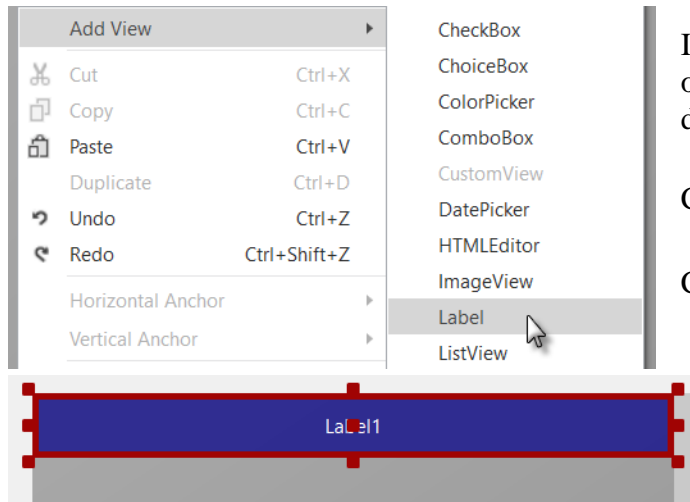 Add View
Cut Ctrl+X
Copy Ctrl+C
Paste Ctrl+V
Duplicate Ctrl+D
Undo Ctrl+Z
Redo Ctrl+Shift+Z
Horizontal Anchor
Vertical Anchor
CheckBox
ChoiceBox
ColorPicker
ComboBox
CustomView
DatePicker
HTMLEditor
ImageView
Label
ListView
Label1